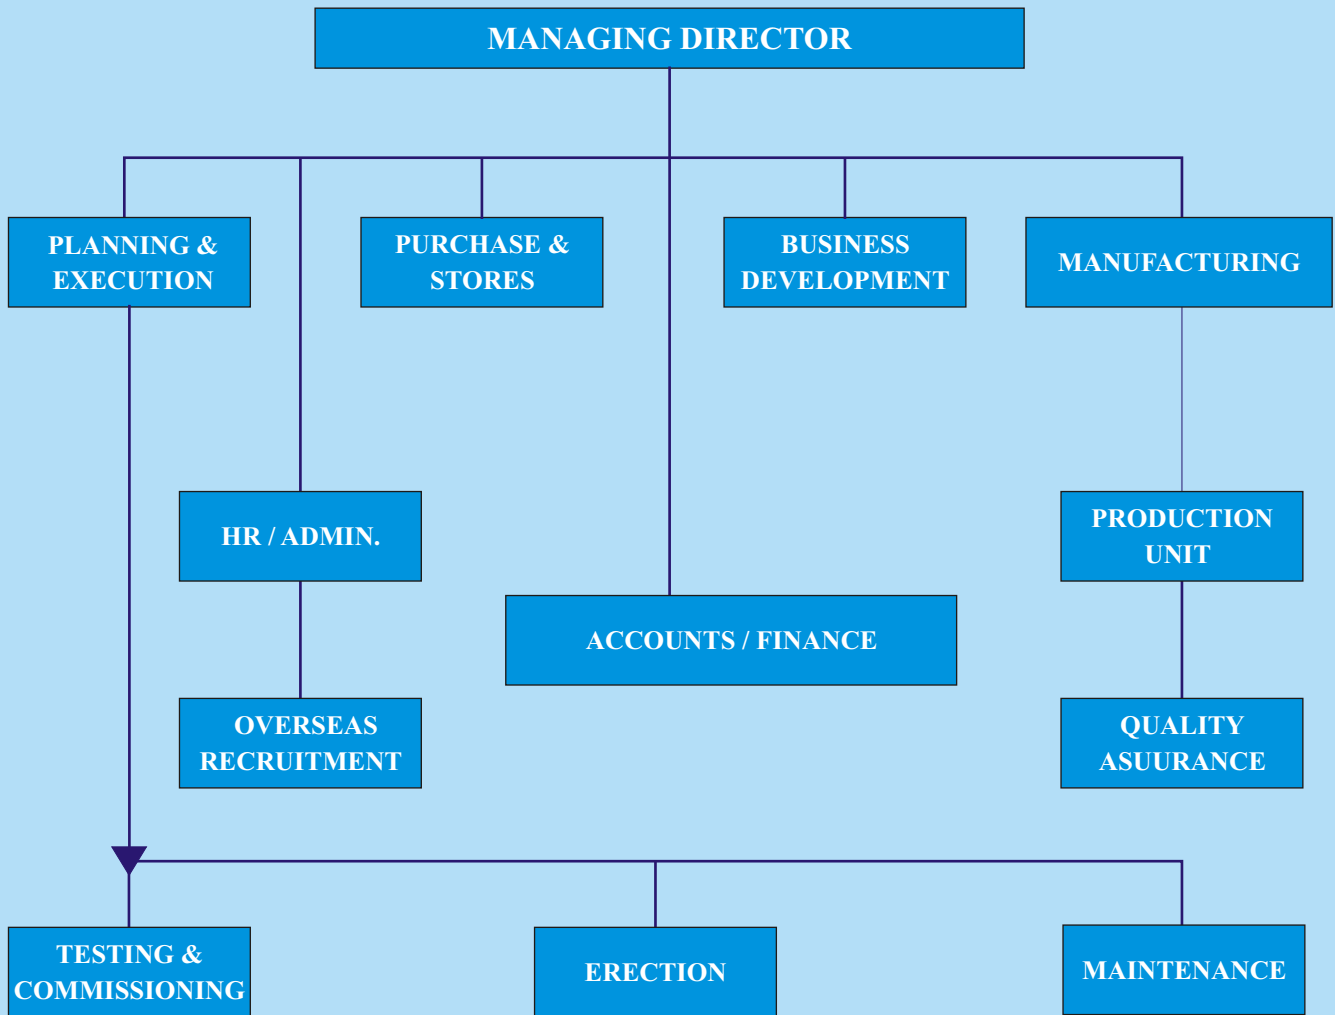 MANAGING DIRECTOR
PLANNING &
EXECUTION
PURCHASE &
STORES
BUSINESS
DEVELOPMENT
MANUFACTURING
HR / ADMIN.
PRODUCTION
UNIT
ACCOUNTS / FINANCE
OVERSEAS
RECRUITMENT
QUALITY
ASUURANCE
TESTING &
COMMISSIONING
ERECTION
MAINTENANCE